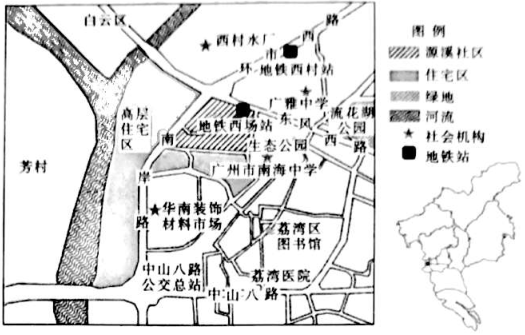 白云区
西村水厂
西
路
市
环
地铁西村站
广雅中学
东
风
西
路
流花湖
公园
高层
住宅
区
地铁西场站
南
岸
路
生态公园
广州市南海中学
芳村
华南装饰
材料市场
荔湾区
图书馆
中山八路
公交总站
荔湾医院
中山八路
图例
源溪社区
住宅区
绿地
河流
社会机构
地铁站